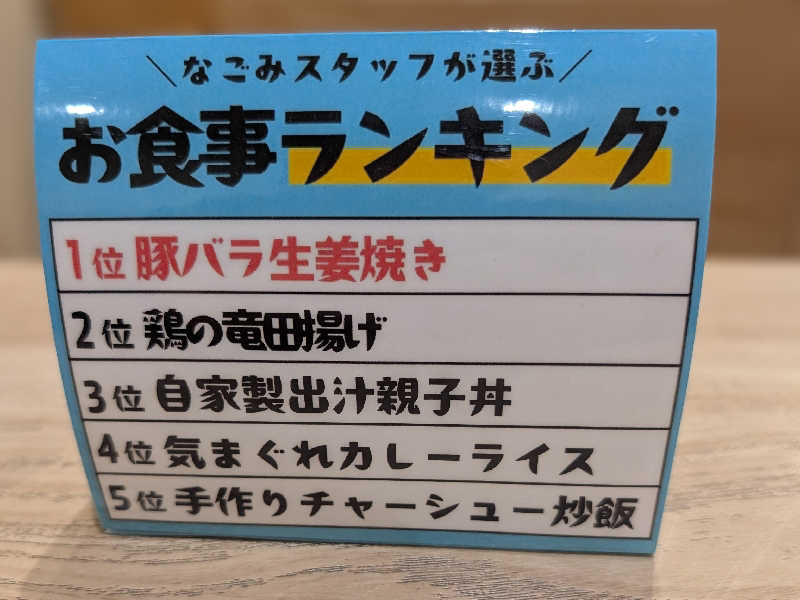 ＼なごみスタッフが選ぶ／
お食事ランキング
1位 豚バラ生姜焼き
2位 鶏の竜田揚げ
3位 自家製出汁親子丼
4位 気まぐれカレーライス
5位 手作りチャーシュー炒飯